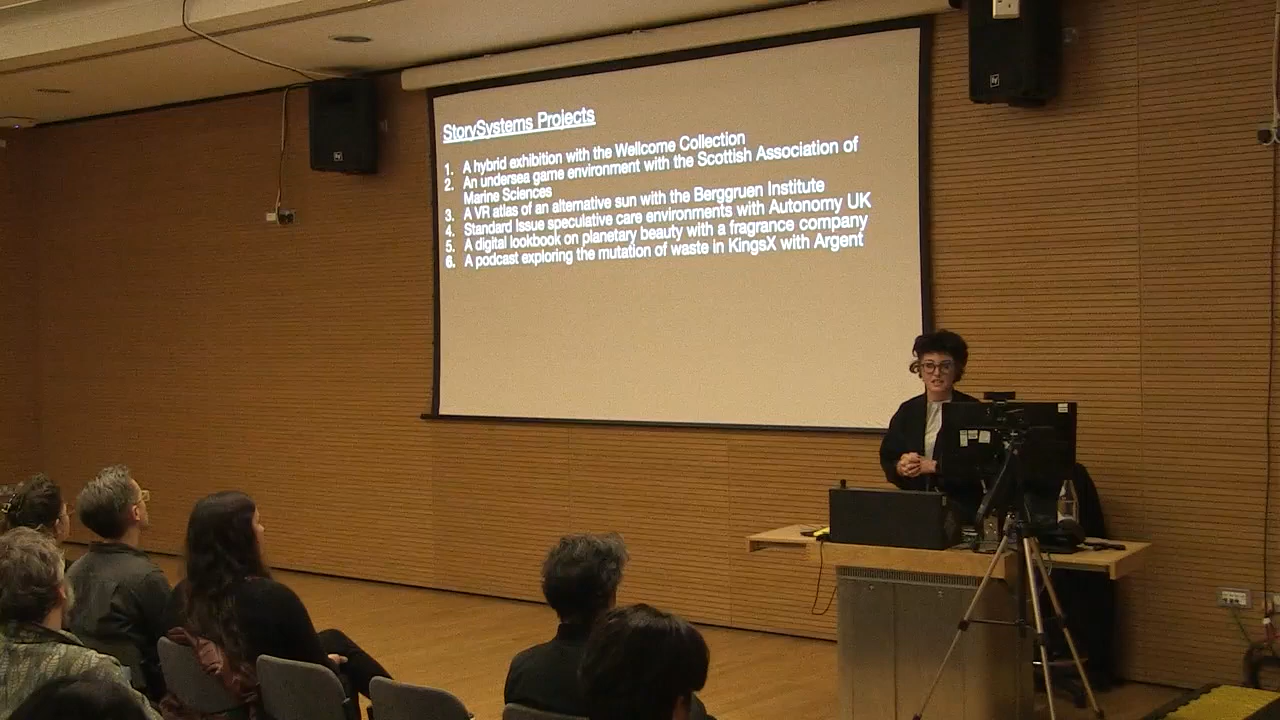 StorySystems Projects
1. A hybrid exhibition with the Wellcome Collection
2. An undersea game environment with the Scottish Association of
Marine Sciences
3. A VR atlas of an alternative sun with the Berggruen Institute
4. Standard Issue speculative care environments with Autonomy UK
5. A digital lookbook on planetary beauty with a fragrance company
6. A podcast exploring the mutation of waste in KingsX with Argent